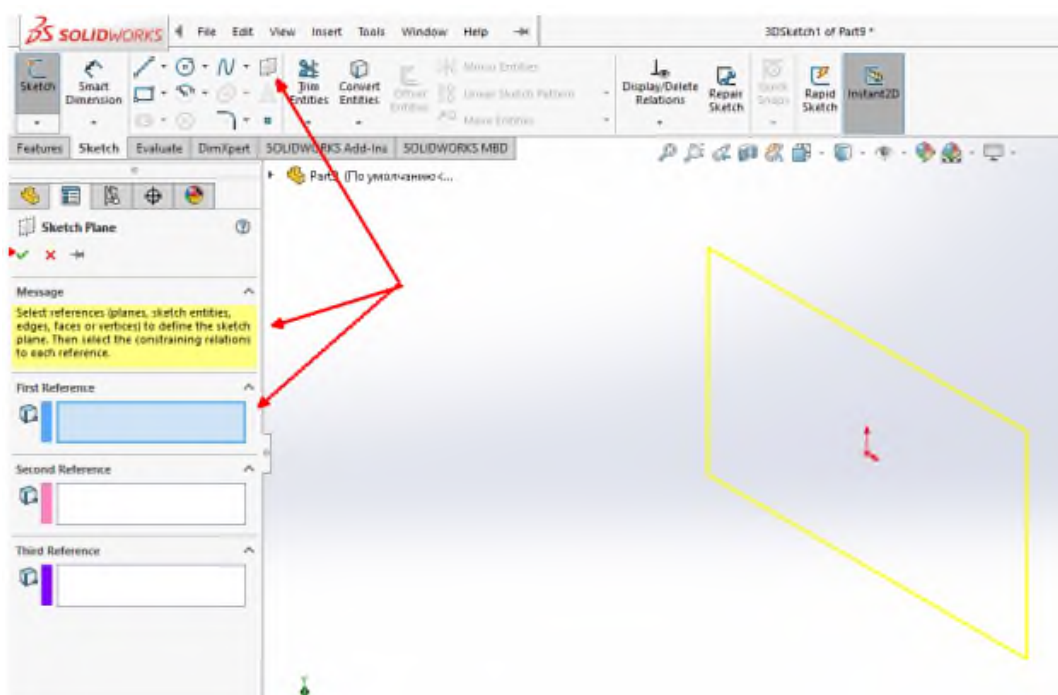 SOLIDWORKS File Edit View Insert Tools Window Help 3DSketch1 of Part9 *
Sketch
Smart Dimension
Trim Entities
Convert Entities
Offset Entities
Mirror Entities
Linear Sketch Pattern
Move Entities
Display/Delete Relations
Repair Sketch
Quick Snaps
Rapid Sketch
Instant2D
Features Sketch Evaluate DimXpert SOLIDWORKS Add-Ins SOLIDWORKS MBD
Part9 (По умолчанию<...
Sketch Plane
Message
Select references (planes, sketch entities,
edges, faces or vertices) to define the sketch
plane. Then select the constraining relations
to each reference.
First Reference
Second Reference
Third Reference
Y